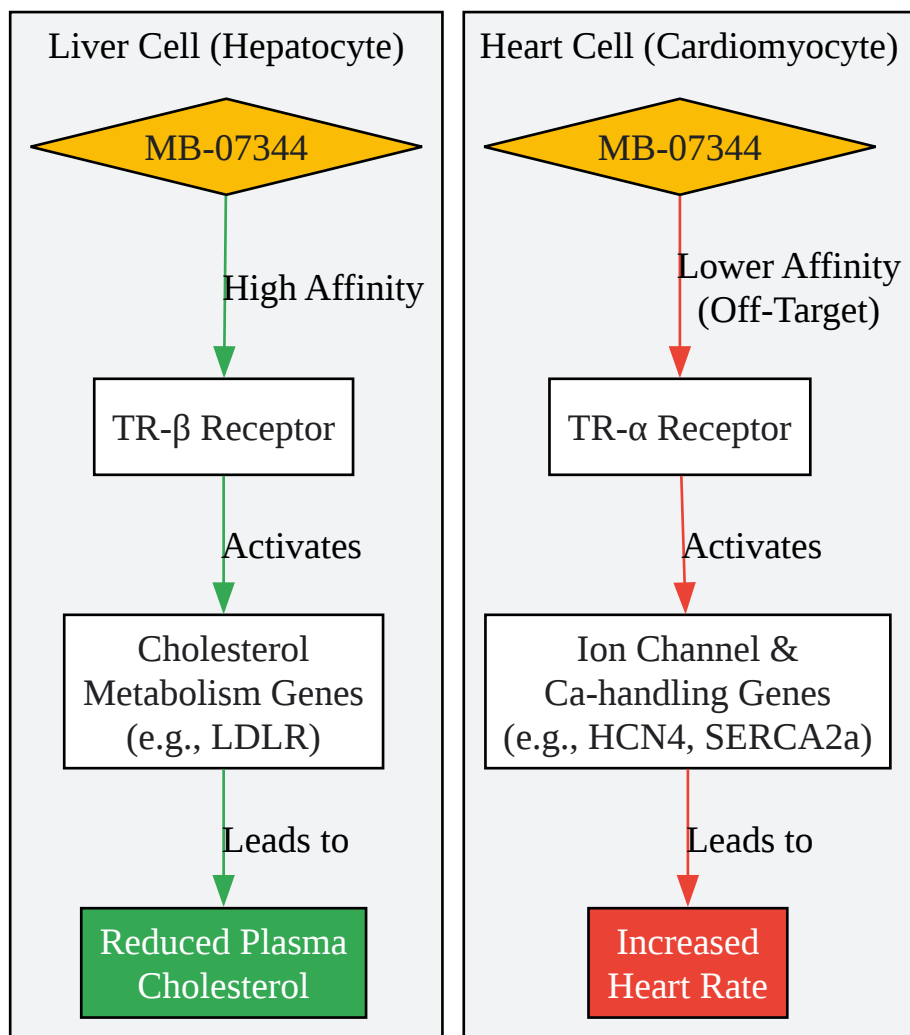 Liver Cell (Hepatocyte)
MB-07344
High Affinity
TR-β Receptor
Activates
Cholesterol
Metabolism Genes
(e.g., LDLR)
Leads to
Reduced Plasma
Cholesterol
Heart Cell (Cardiomyocyte)
MB-07344
Lower Affinity
(Off-Target)
TR-α Receptor
Activates
Ion Channel &
Ca-handling Genes
(e.g., HCN4, SERCA2a)
Leads to
Increased
Heart Rate